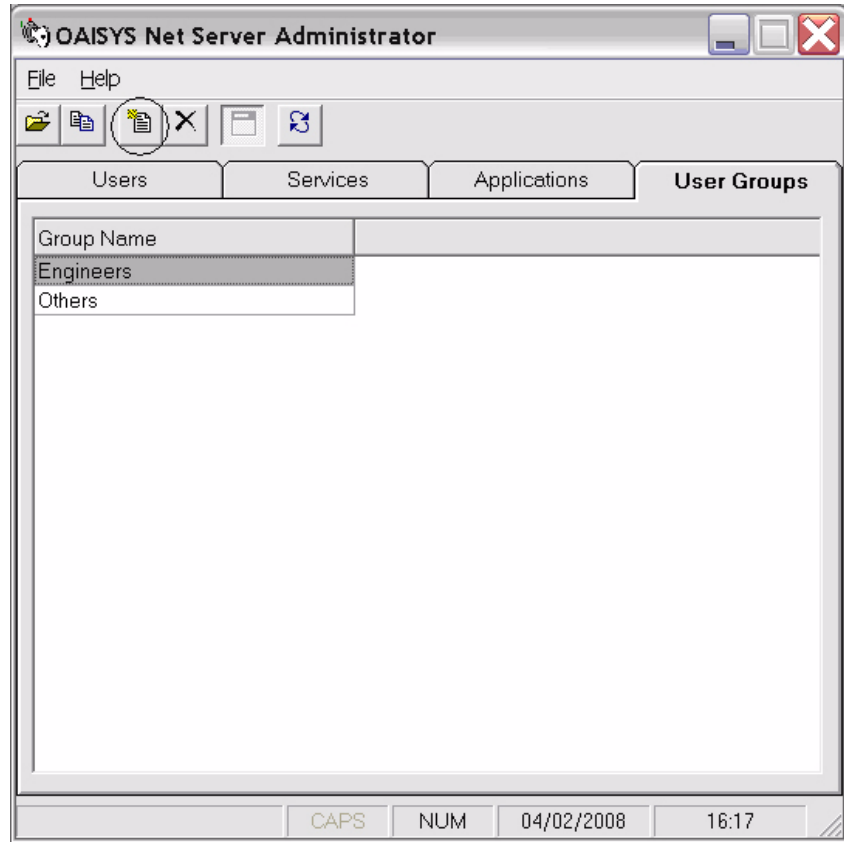 OAISYS Net Server Administrator
File Help
Users Services Applications User Groups
Group Name
Engineers
Others
CAPS NUM 04/02/2008 16:17